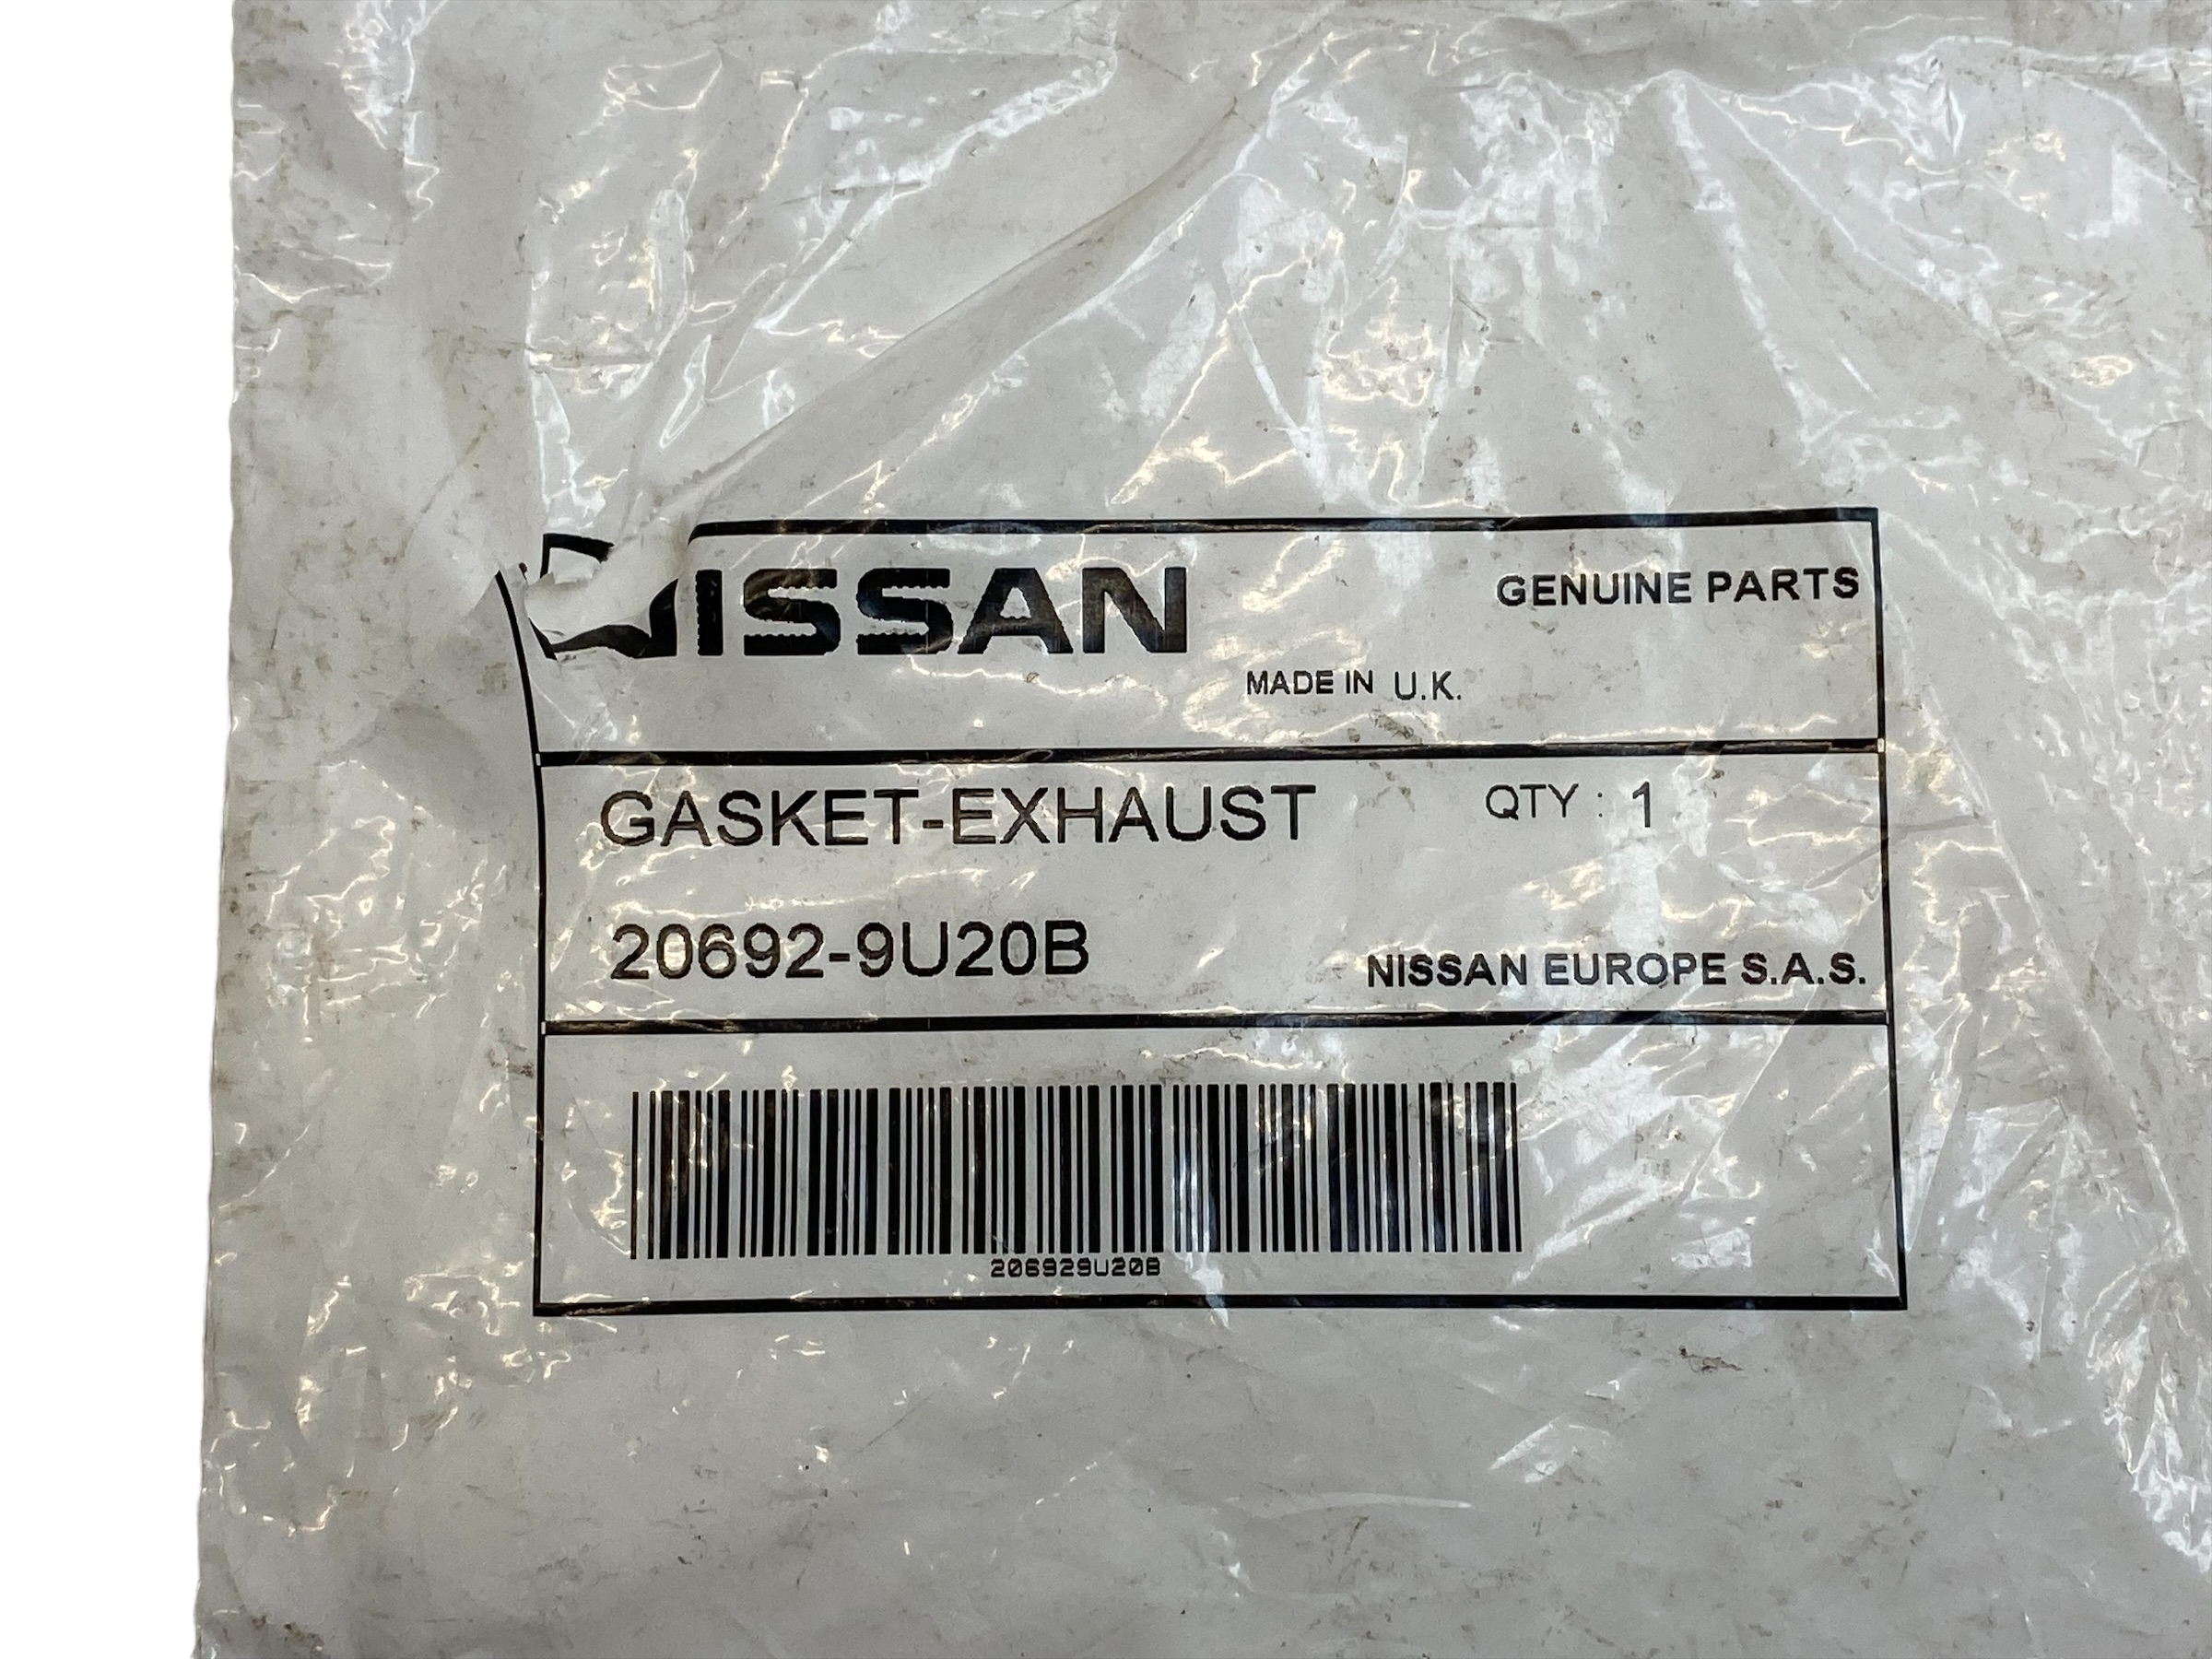 NISSAN GENUINE PARTS
MADE IN U.K.
GASKET-EXHAUST QTY : 1
20692-9U20B NISSAN EUROPE S.A.S.
206929U20B